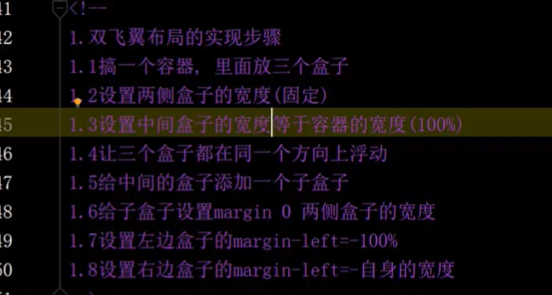 41 <!--
42 1.双飞翼布局的实现步骤
43 1.1搞一个容器, 里面放三个盒子
44 1.2设置两侧盒子的宽度(固定)
45 1.3设置中间盒子的宽度等于容器的宽度(100%)
46 1.4让三个盒子都在同一个方向上浮动
47 1.5给中间的盒子添加一个子盒子
48 1.6给子盒子设置margin 0 两侧盒子的宽度
49 1.7设置左边盒子的margin-left=-100%
50 1.8设置右边盒子的margin-left=-自身的宽度